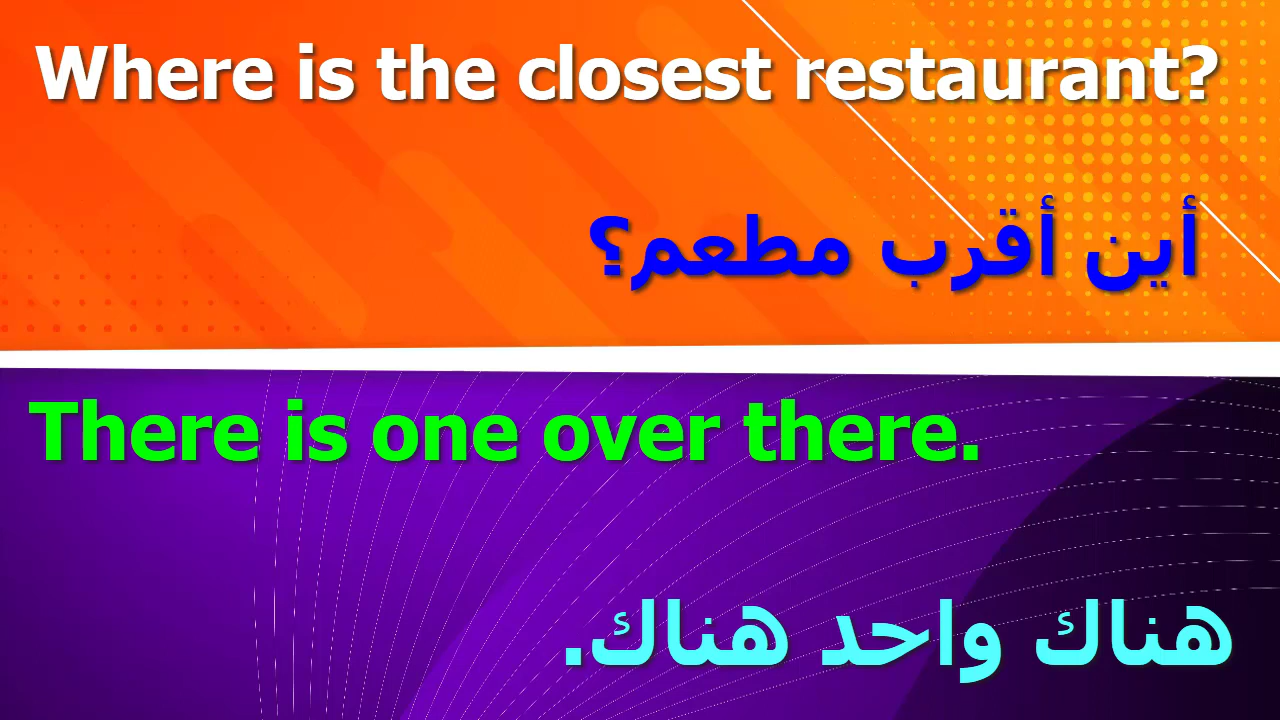 Where is the closest restaurant?
أين أقرب مطعم؟
There is one over there.
هناك واحد هناك.